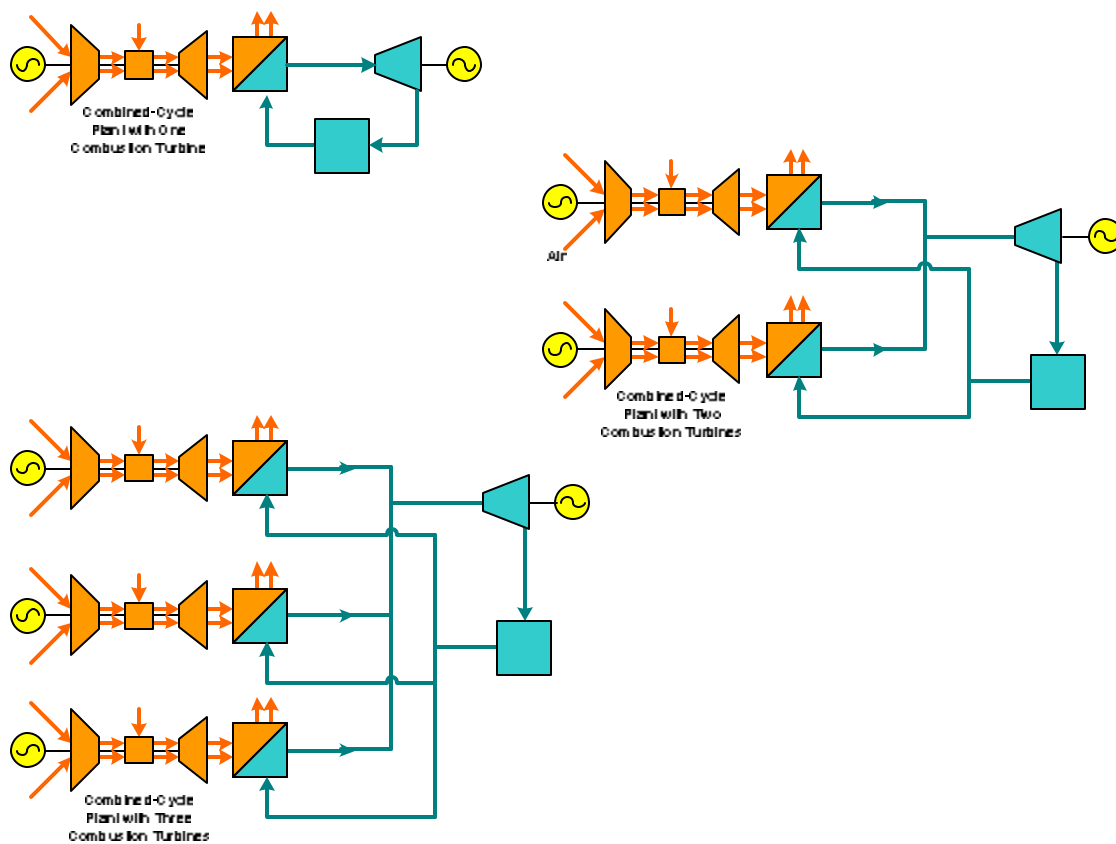 Combined-Cycle
Plant with One
Combustion Turbine
Air
Combined-Cycle
Plant with Two
Combustion Turbines
Combined-Cycle
Plant with Three
Combustion Turbines